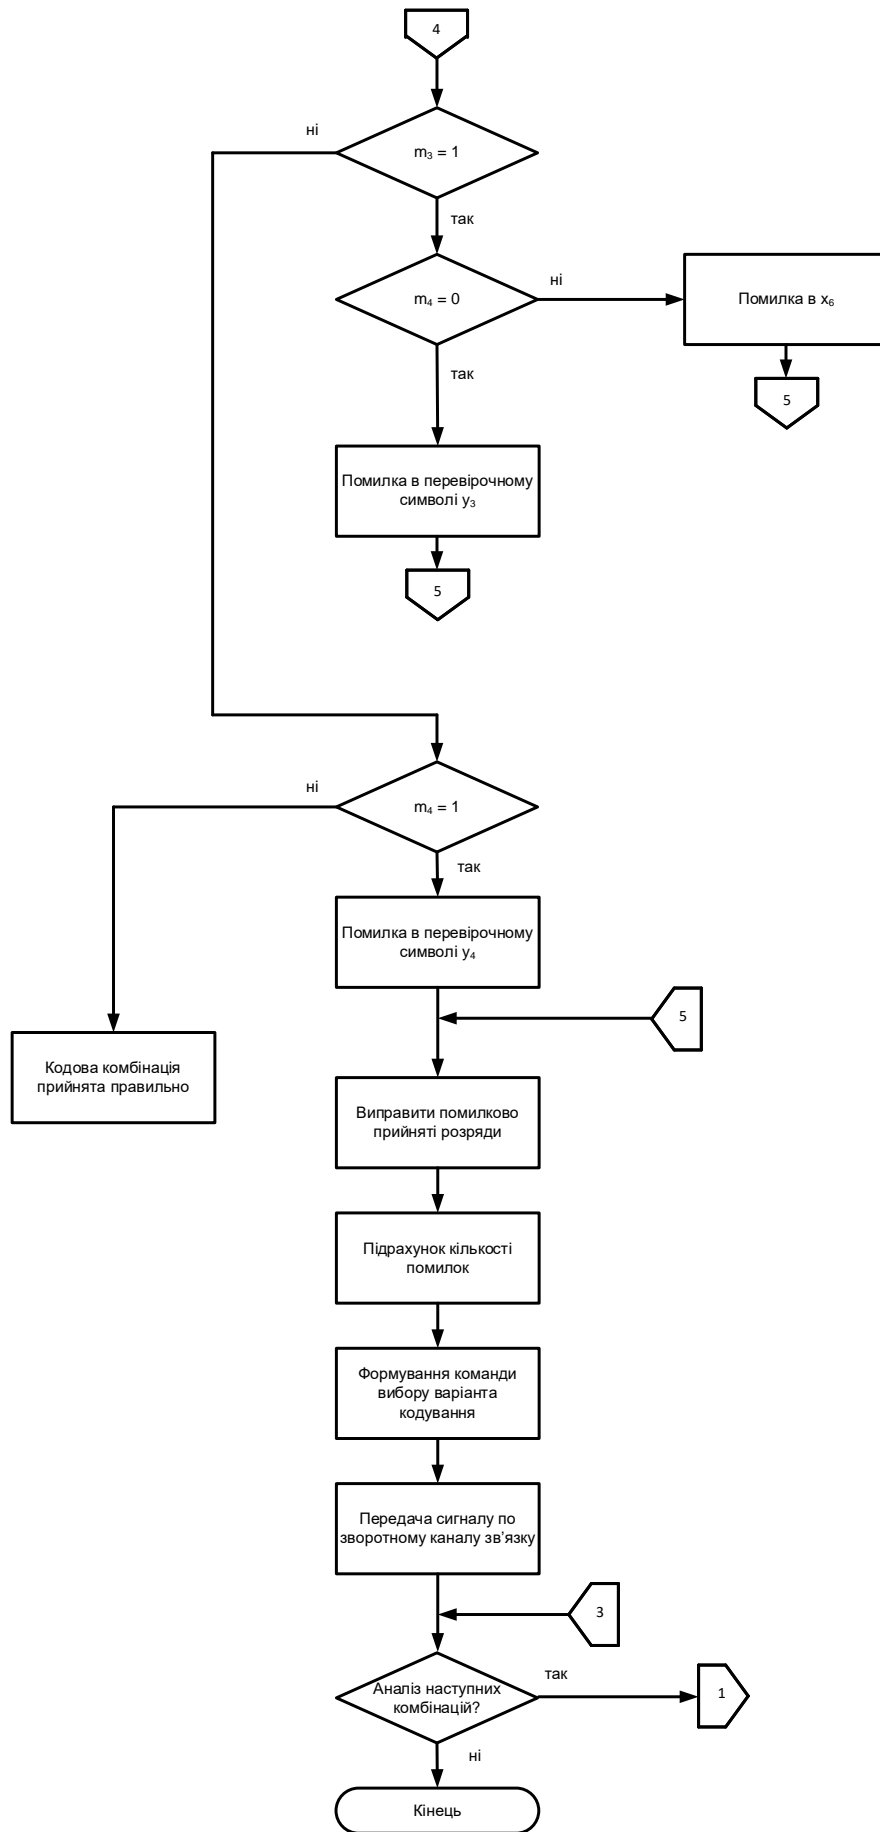 4
ні
m₃ = 1
так
m₄ = 0
ні
Помилка в x₆
так
5
Помилка в перевірочному
символі y₃
5
ні
m₄ = 1
так
Помилка в перевірочному
символі y₄
5
Кодова комбінація
прийнята правильно
Виправити помилково
прийняті розряди
Підрахунок кількості
помилок
Формування команди
вибору варіанта
кодування
Передача сигналу по
зворотному каналу зв’язку
3
Аналіз наступних
комбінацій?
так
1
ні
Кінець